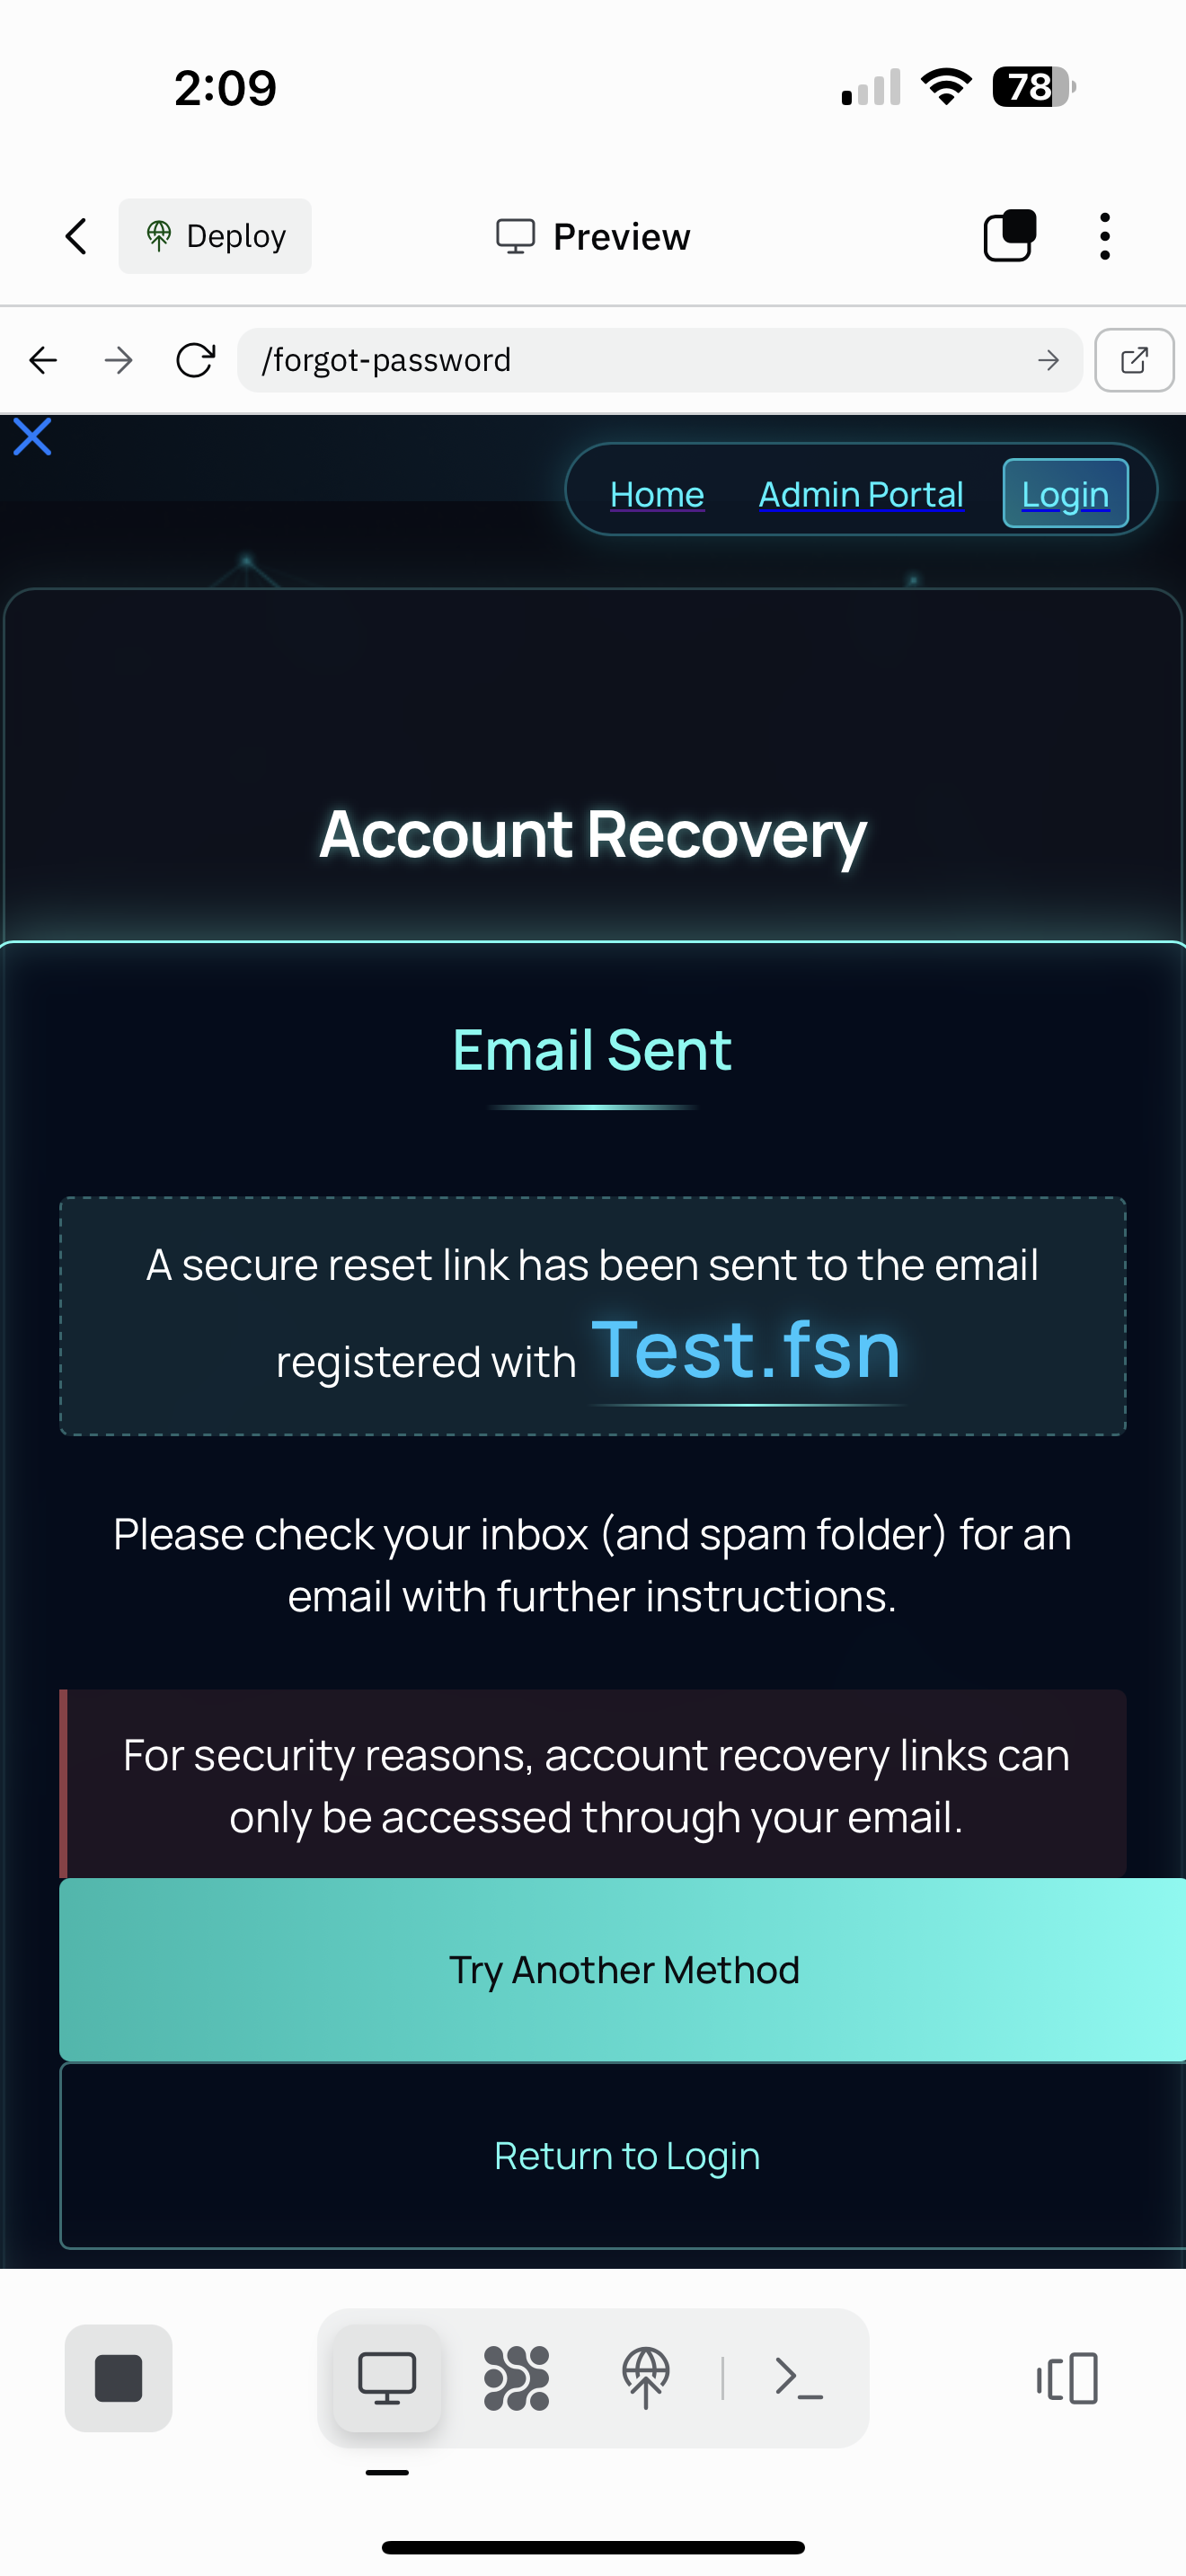 2:09
78
Deploy
Preview
/forgot-password
Home
Admin Portal
Login
Account Recovery
Email Sent
A secure reset link has been sent to the email
registered with Test.fsn
Please check your inbox (and spam folder) for an
email with further instructions.
For security reasons, account recovery links can
only be accessed through your email.
Try Another Method
Return to Login